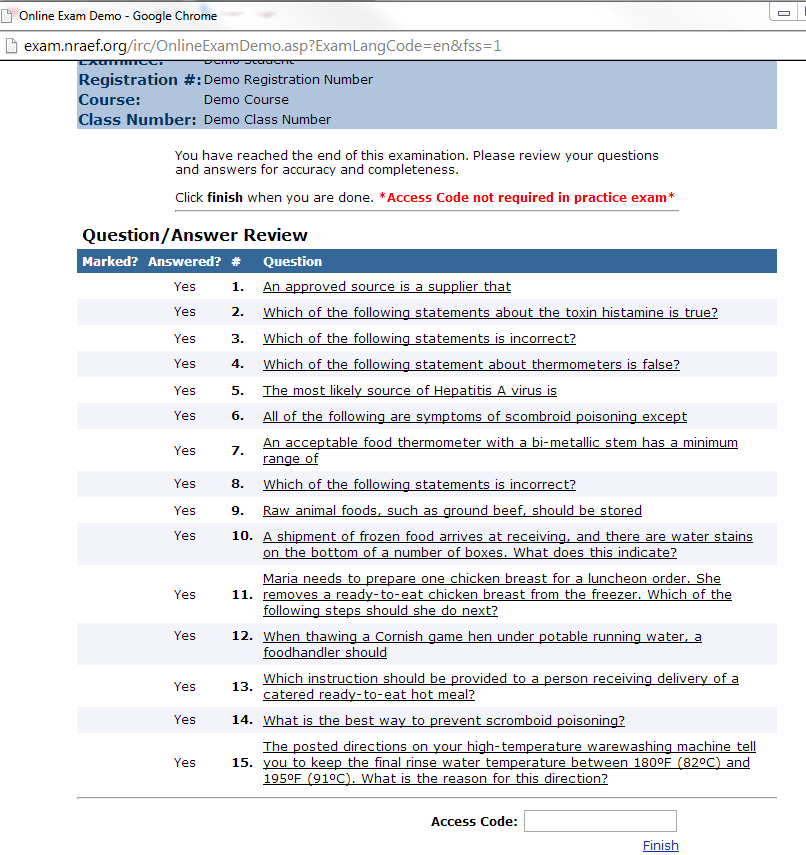 Online Exam Demo - Google Chrome
exam.nraef.org/irc/OnlineExamDemo.asp?ExamLangCode=en&fss=1
Examinee: Demo Student
Registration #: Demo Registration Number
Course: Demo Course
Class Number: Demo Class Number
You have reached the end of this examination. Please review your questions
and answers for accuracy and completeness.
Click finish when you are done. *Access Code not required in practice exam*
Question/Answer Review
Marked? Answered? # Question
Yes 1. An approved source is a supplier that
Yes 2. Which of the following statements about the toxin histamine is true?
Yes 3. Which of the following statements is incorrect?
Yes 4. Which of the following statement about thermometers is false?
Yes 5. The most likely source of Hepatitis A virus is
Yes 6. All of the following are symptoms of scombroid poisoning except
Yes 7. An acceptable food thermometer with a bi-metallic stem has a minimum
range of
Yes 8. Which of the following statements is incorrect?
Yes 9. Raw animal foods, such as ground beef, should be stored
Yes 10. A shipment of frozen food arrives at receiving, and there are water stains
on the bottom of a number of boxes. What does this indicate?
Maria needs to prepare one chicken breast for a luncheon order. She
Yes 11. removes a ready-to-eat chicken breast from the freezer. Which of the
following steps should she do next?
Yes 12. When thawing a Cornish game hen under potable running water, a
foodhandler should
Yes 13. Which instruction should be provided to a person receiving delivery of a
catered ready-to-eat hot meal?
Yes 14. What is the best way to prevent scromboid poisoning?
The posted directions on your high-temperature warewashing machine tell
Yes 15. you to keep the final rinse water temperature between 180ºF (82ºC) and
195ºF (91ºC). What is the reason for this direction?
Access Code:
Finish